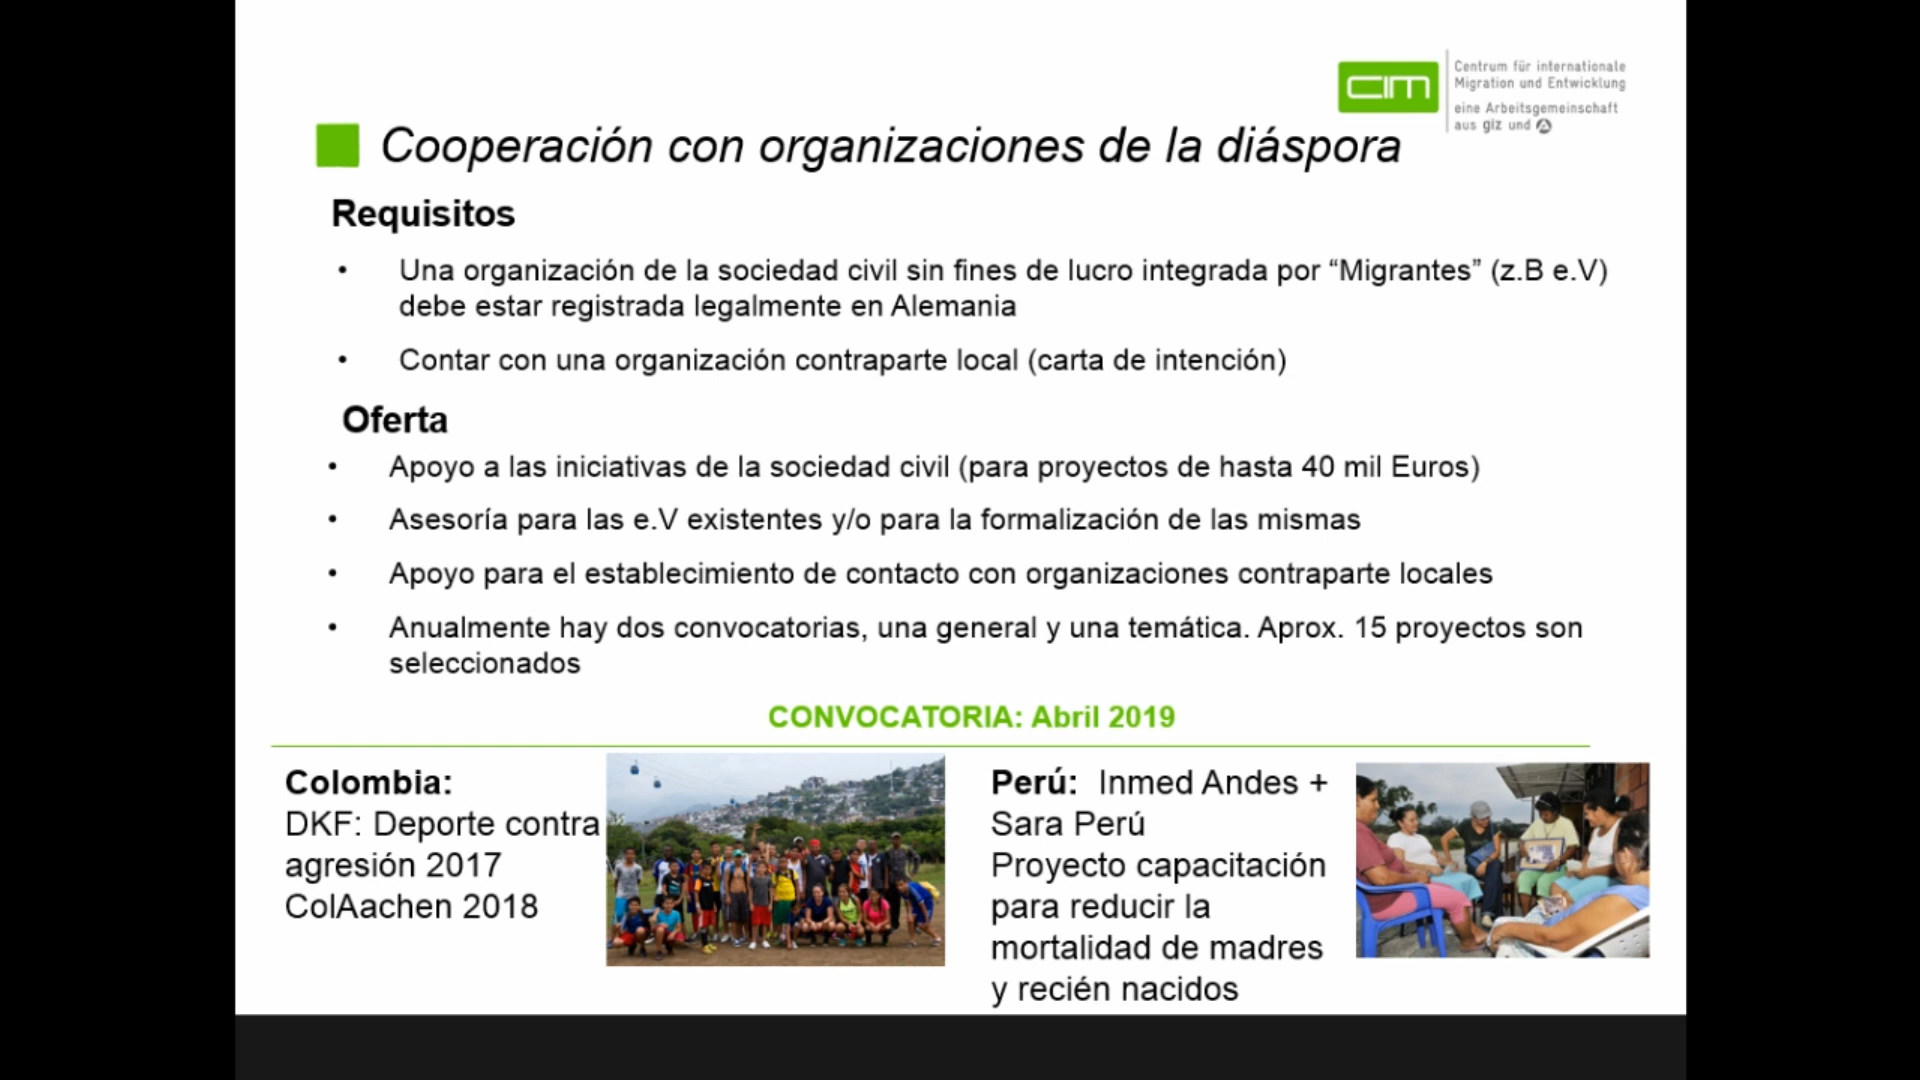 cim
Centrum für internationale
Migration und Entwicklung
eine Arbeitsgemeinschaft
aus giz und
Cooperación con organizaciones de la diáspora
Requisitos
• Una organización de la sociedad civil sin fines de lucro integrada por “Migrantes” (z.B e.V)
debe estar registrada legalmente en Alemania
• Contar con una organización contraparte local (carta de intención)
Oferta
• Apoyo a las iniciativas de la sociedad civil (para proyectos de hasta 40 mil Euros)
• Asesoría para las e.V existentes y/o para la formalización de las mismas
• Apoyo para el establecimiento de contacto con organizaciones contraparte locales
• Anualmente hay dos convocatorias, una general y una temática. Aprox. 15 proyectos son
seleccionados
CONVOCATORIA: Abril 2019
Colombia:
DKF: Deporte contra
agresión 2017
ColAachen 2018
Perú: Inmed Andes +
Sara Perú
Proyecto capacitación
para reducir la
mortalidad de madres
y recién nacidos